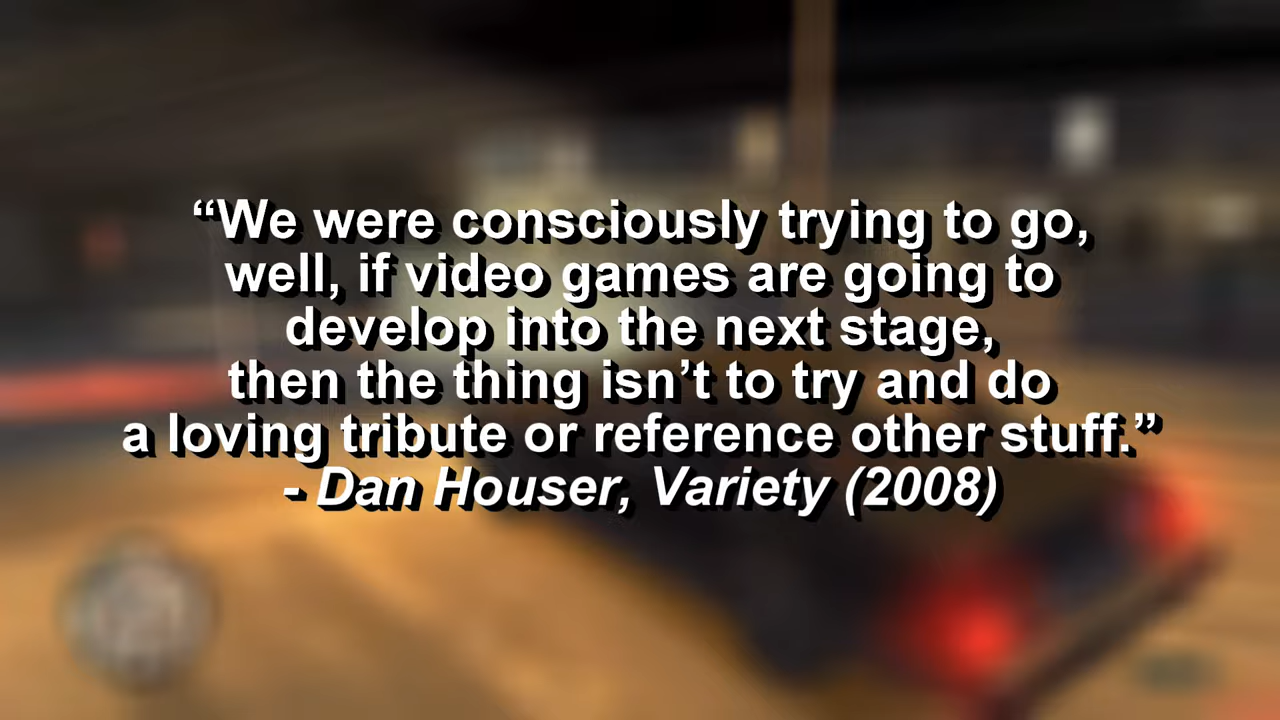 “We were consciously trying to go,
well, if video games are going to
develop into the next stage,
then the thing isn’t to try and do
a loving tribute or reference other stuff.”
- Dan Houser, Variety (2008)